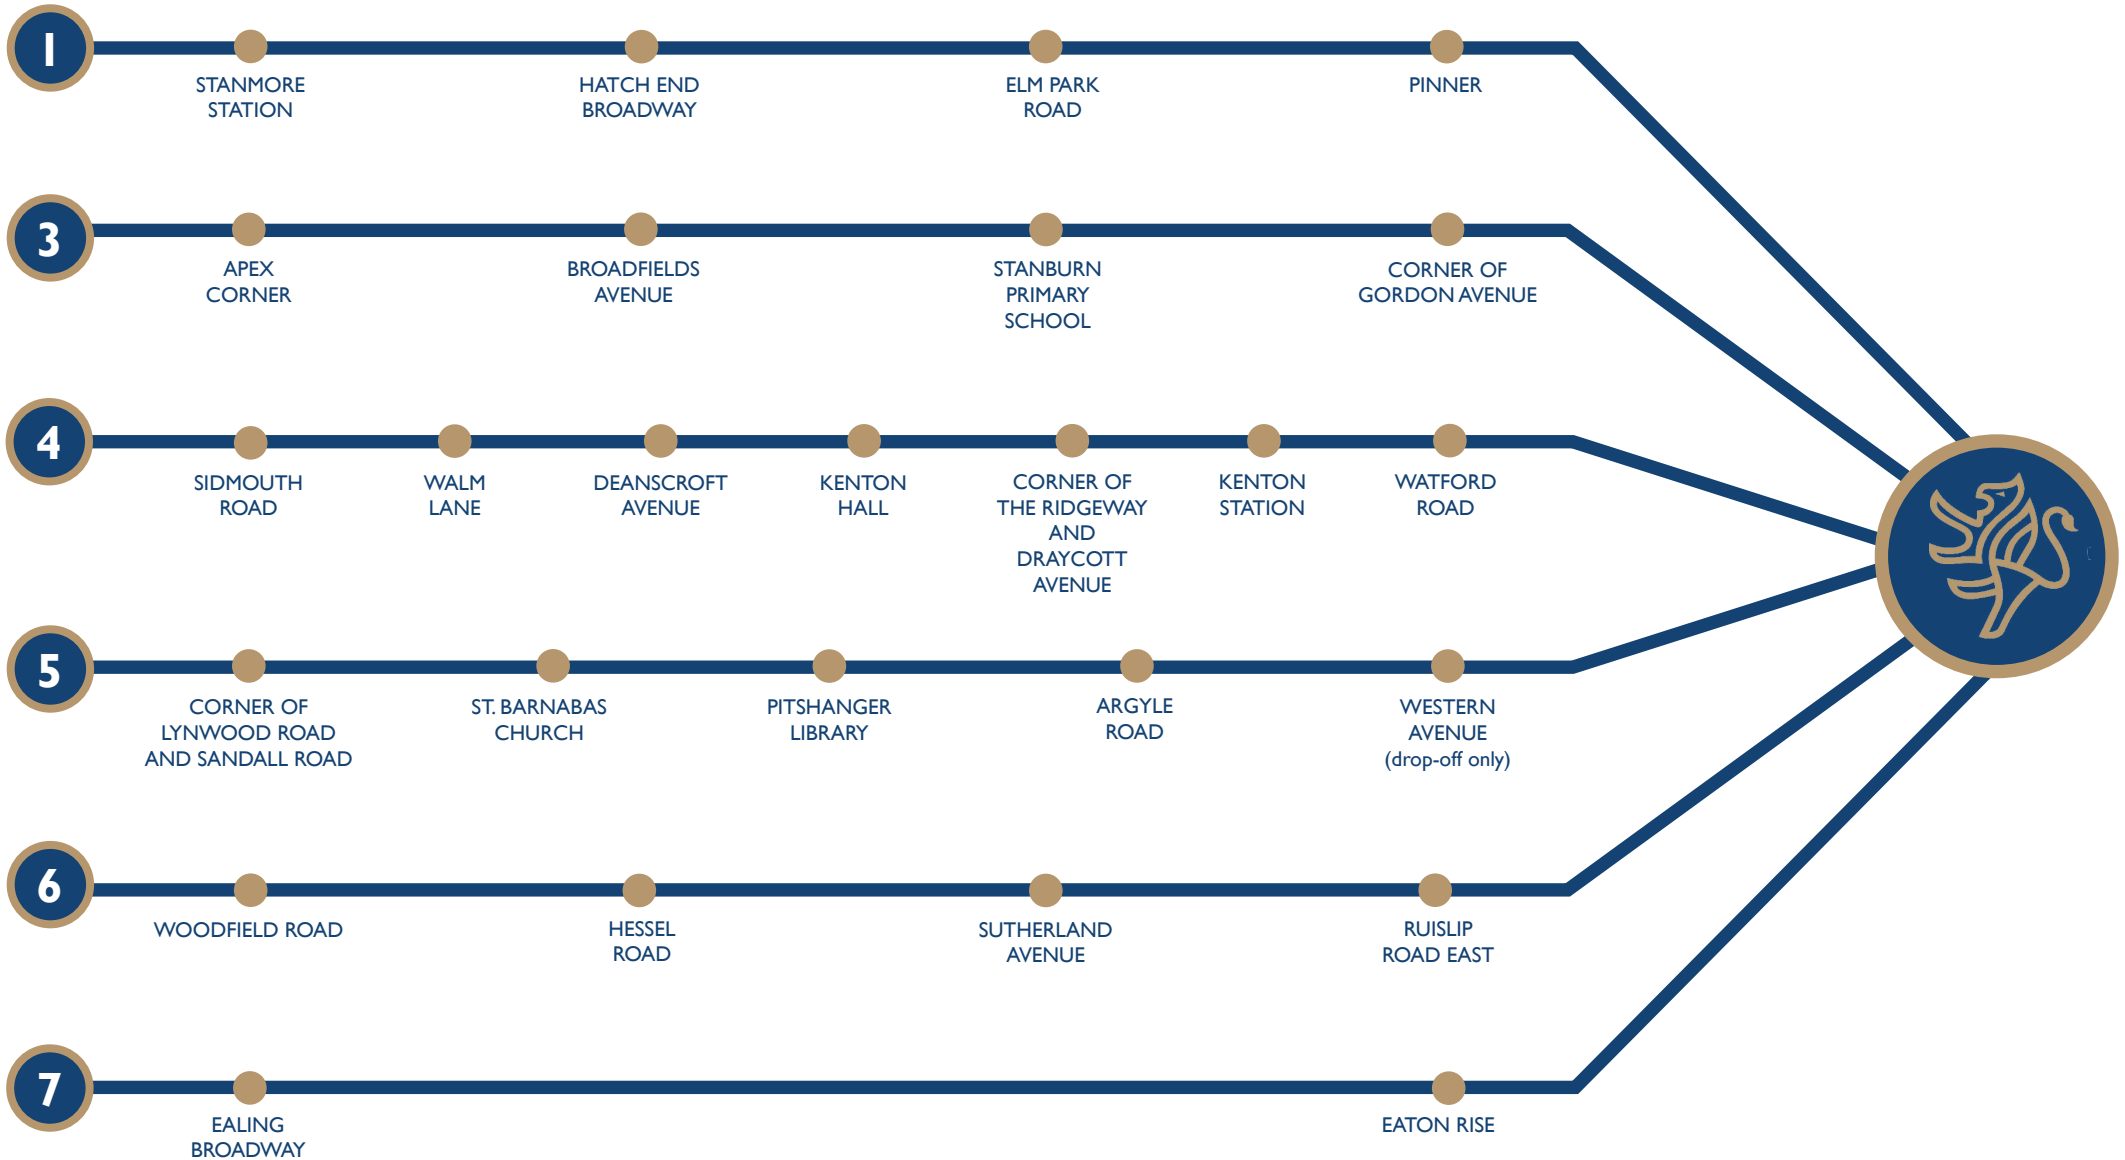 1
STANMORE
STATION
HATCH END
BROADWAY
ELM PARK
ROAD
PINNER
3
APEX
CORNER
BROADFIELDS
AVENUE
STANBURN
PRIMARY
SCHOOL
CORNER OF
GORDON AVENUE
4
SIDMOUTH
ROAD
WALM
LANE
DEANSCROFT
AVENUE
KENTON
HALL
CORNER OF
THE RIDGEWAY
AND
DRAYCOTT
AVENUE
KENTON
STATION
WATFORD
ROAD
5
CORNER OF
LYNWOOD ROAD
AND SANDALL ROAD
ST. BARNABAS
CHURCH
PITSHANGER
LIBRARY
ARGYLE
ROAD
WESTERN
AVENUE
(drop-off only)
6
WOODFIELD ROAD
HESSEL
ROAD
SUTHERLAND
AVENUE
RUISLIP
ROAD EAST
7
EALING
BROADWAY
EATON RISE